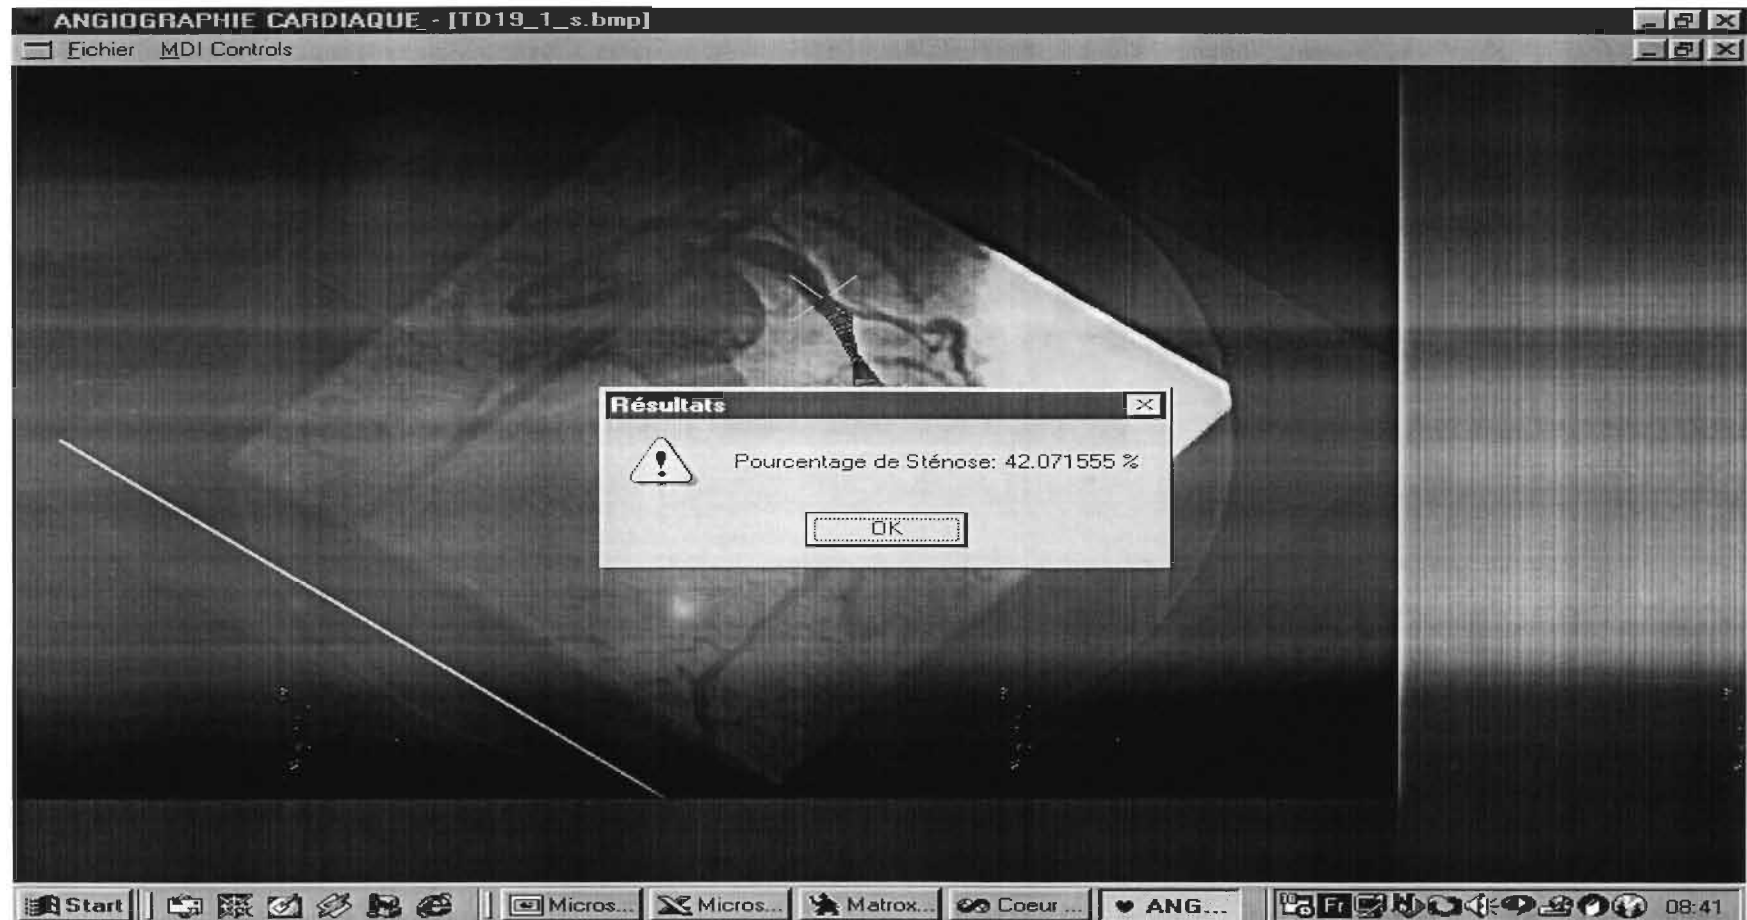 ANGIOGRAPHIE CARDIAQUE - [TD19_1_s.bmp]
Fichier MDI Controls
Résultats
Pourcentage de Sténose: 42.071555 %
OK
Start Micros... Micros... Matrox... Coeur ... ANG... Fr 08:41